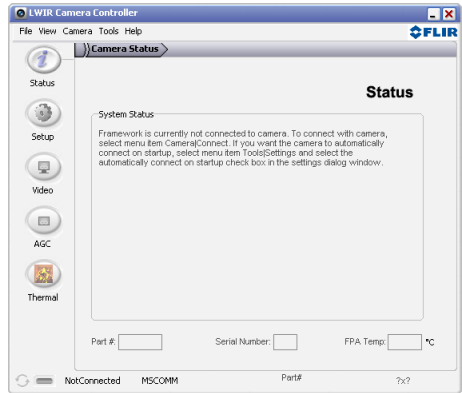 LWIR Camera Controller
File View Camera Tools Help
FLIR
Camera Status
Status
Status
System Status
Framework is currently not connected to camera. To connect with camera,
select menu item Camera|Connect. If you want the camera to automatically
connect on startup, select menu item Tools|Settings and select the
automatically connect on startup check box in the settings dialog window.
Setup
Video
AGC
Thermal
Part #:
Serial Number:
FPA Temp:
°C
NotConnected MSCOMM Part# ?x?